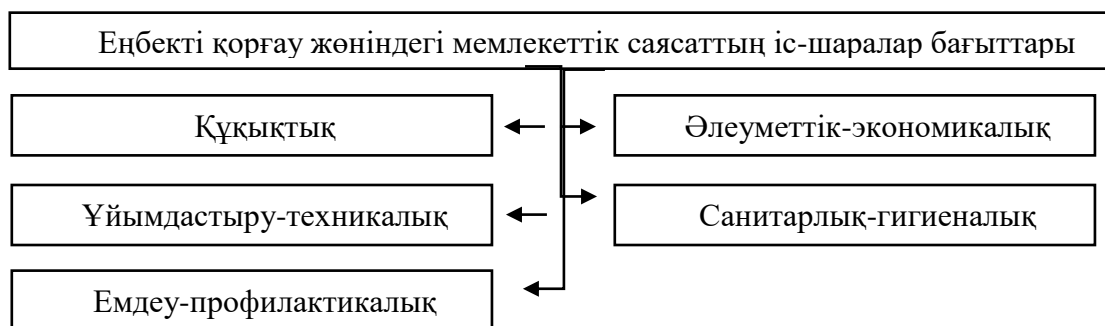 Еңбекті қорғау жөніндегі мемлекеттік саясаттың іс-шаралар бағыттары
Құқықтық
Әлеуметтік-экономикалық
Ұйымдастыру-техникалық
Санитарлық-гигиеналық
Емдеу-профилактикалық